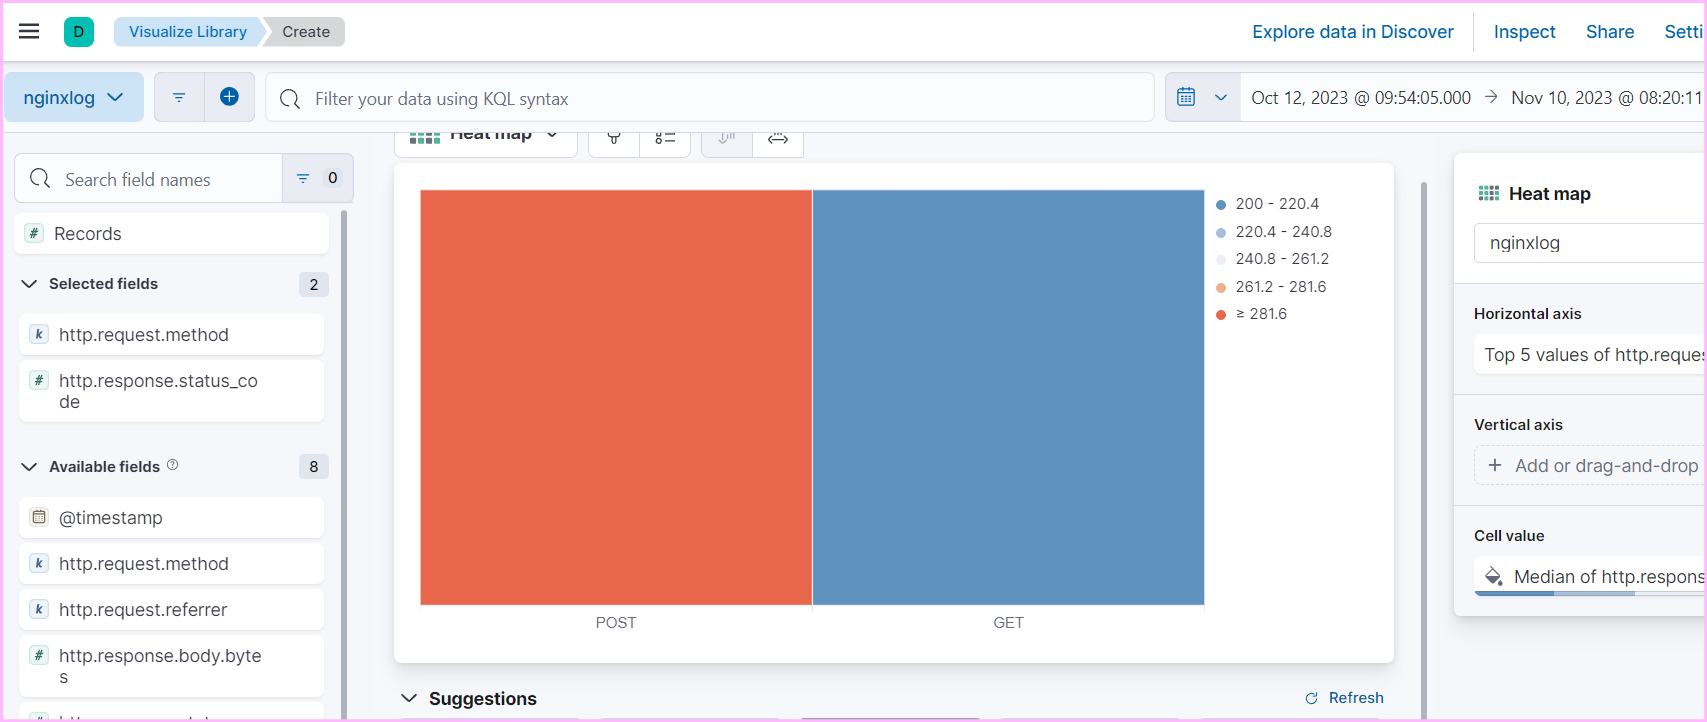 D
Visualize Library
Create
Explore data in Discover
Inspect
Share
Setti
nginxlog
Filter your data using KQL syntax
Oct 12, 2023 @ 09:54:05.000 → Nov 10, 2023 @ 08:20:11
Heat map
Search field names
0
# Records
Selected fields
2
k http.request.method
# http.response.status_co
de
Available fields
8
@timestamp
k http.request.method
k http.request.referrer
# http.response.body.byte
s
200 - 220.4
220.4 - 240.8
240.8 - 261.2
261.2 - 281.6
≥ 281.6
POST
GET
Suggestions
Refresh
Heat map
nginxlog
Horizontal axis
Top 5 values of http.reques
Vertical axis
+ Add or drag-and-drop
Cell value
Median of http.respons